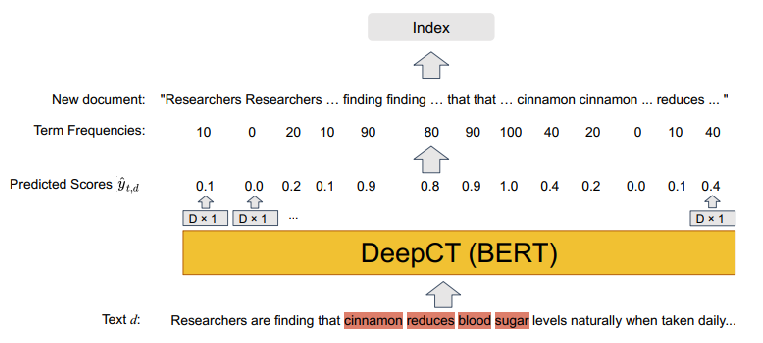 Index
New document: "Researchers Researchers ... finding finding ... that that ... cinnamon cinnamon ... reduces ... "
Term Frequencies: 10 0 20 10 90 80 90 100 40 20 0 10 40
Predicted Scores ŷt,d 0.1 0.0 0.2 0.1 0.9 0.8 0.9 1.0 0.4 0.2 0.0 0.1 0.4
D × 1 D × 1 ... D × 1
DeepCT (BERT)
Text d: Researchers are finding that cinnamon reduces blood sugar levels naturally when taken daily...